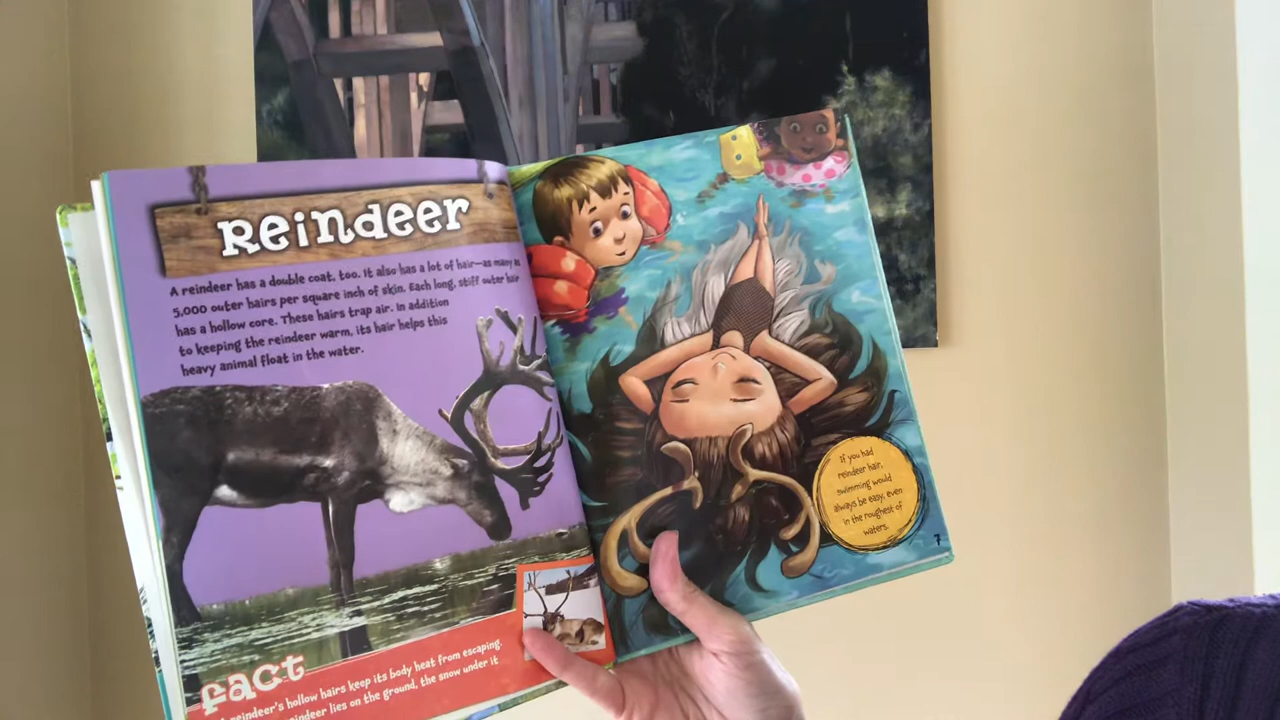 Reindeer
A reindeer has a double coat, too. It also has a lot of hair—as many as
5,000 outer hairs per square inch of skin. Each long, stiff outer hair
has a hollow core. These hairs trap air. In addition
to keeping the reindeer warm, its hair helps this
heavy animal float in the water.
fact
reindeer's hollow hairs keep its body heat from escaping.
reindeer lies on the ground, the snow under it
If you had
reindeer hair,
swimming would
always be easy, even
in the roughest of
waters.
7